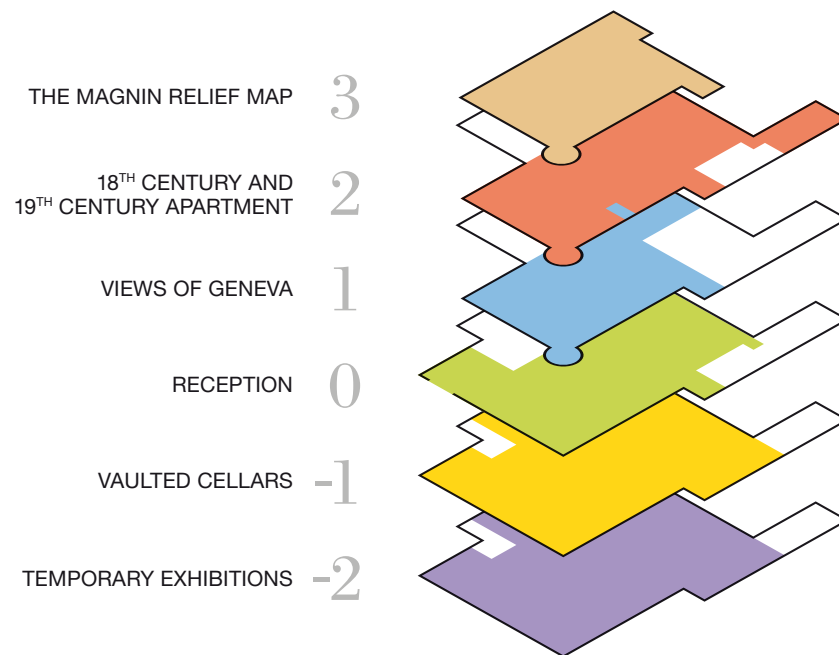 THE MAGNIN RELIEF MAP 3
18TH CENTURY AND
19TH CENTURY APARTMENT 2
VIEWS OF GENEVA 1
RECEPTION 0
VAULTED CELLARS -1
TEMPORARY EXHIBITIONS -2